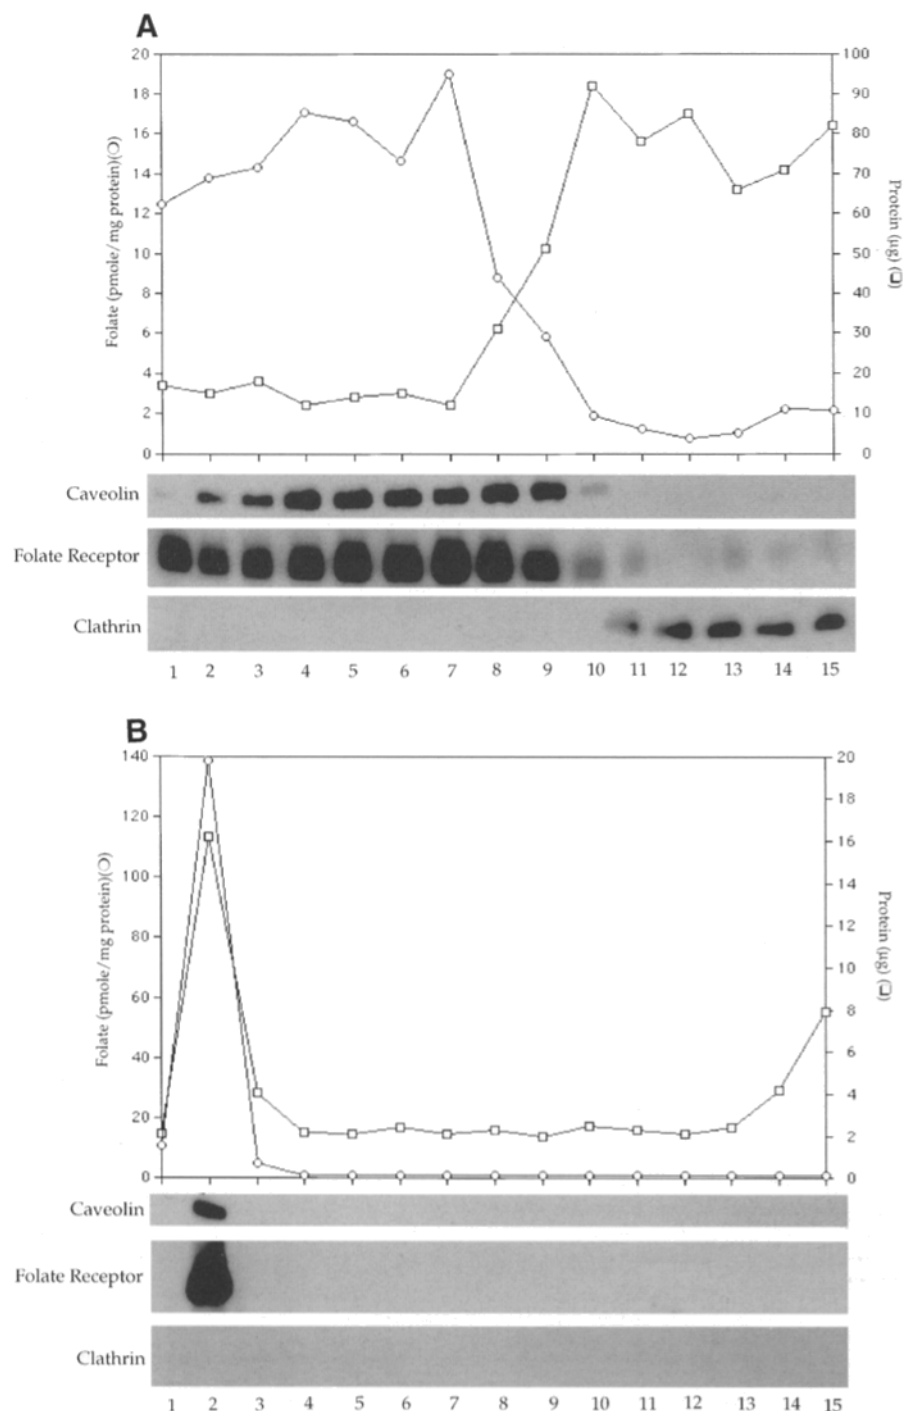 A
20
18
16
14
12
10
8
6
4
2
0
Folate (pmole/mg protein)(O)
100
90
80
70
60
50
40
30
20
10
0
Protein (µg) (❏)
Caveolin
Folate Receptor
Clathrin
1 2 3 4 5 6 7 8 9 10 11 12 13 14 15
B
140
120
100
80
60
40
20
0
Folate (pmole/mg protein)(O)
20
18
16
14
12
10
8
6
4
2
0
Protein (µg) (❏)
Caveolin
Folate Receptor
Clathrin
1 2 3 4 5 6 7 8 9 10 11 12 13 14 15